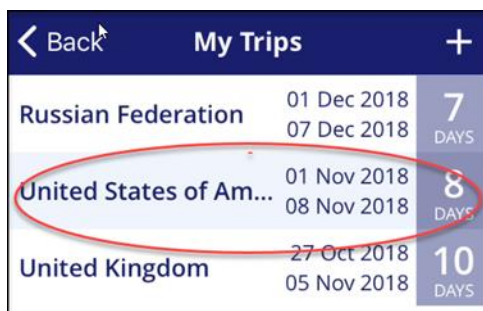 Back My Trips +
Russian Federation 01 Dec 2018 7
07 Dec 2018 DAYS
United States of Am... 01 Nov 2018 8
08 Nov 2018 DAYS
United Kingdom 27 Oct 2018 10
05 Nov 2018 DAYS